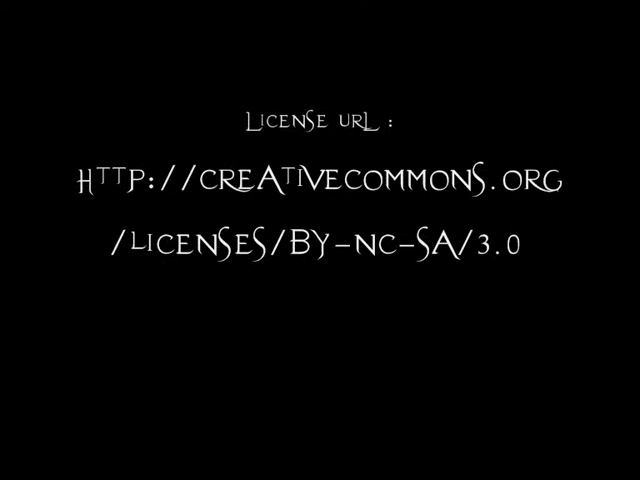 License url :
http://creativecommons.org
/licenses/by-nc-sa/3.0